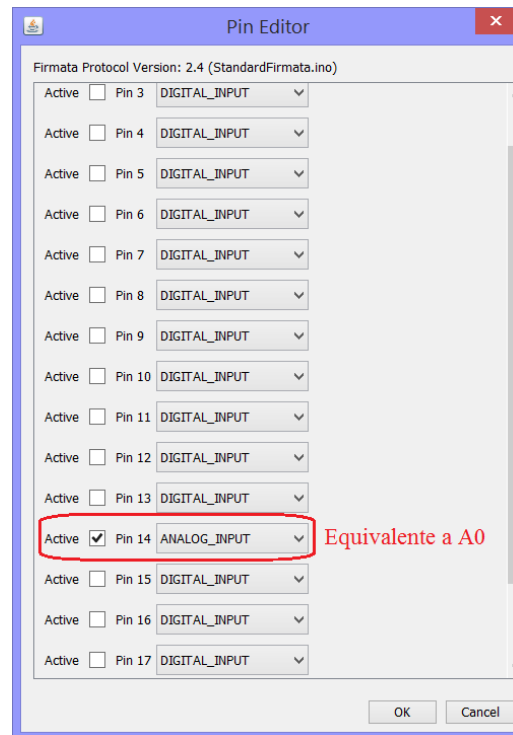 Pin Editor
Firmata Protocol Version: 2.4 (StandardFirmata.ino)
Active Pin 3 DIGITAL_INPUT
Active Pin 4 DIGITAL_INPUT
Active Pin 5 DIGITAL_INPUT
Active Pin 6 DIGITAL_INPUT
Active Pin 7 DIGITAL_INPUT
Active Pin 8 DIGITAL_INPUT
Active Pin 9 DIGITAL_INPUT
Active Pin 10 DIGITAL_INPUT
Active Pin 11 DIGITAL_INPUT
Active Pin 12 DIGITAL_INPUT
Active Pin 13 DIGITAL_INPUT
Active Pin 14 ANALOG_INPUT Equivalente a A0
Active Pin 15 DIGITAL_INPUT
Active Pin 16 DIGITAL_INPUT
Active Pin 17 DIGITAL_INPUT
OK Cancel